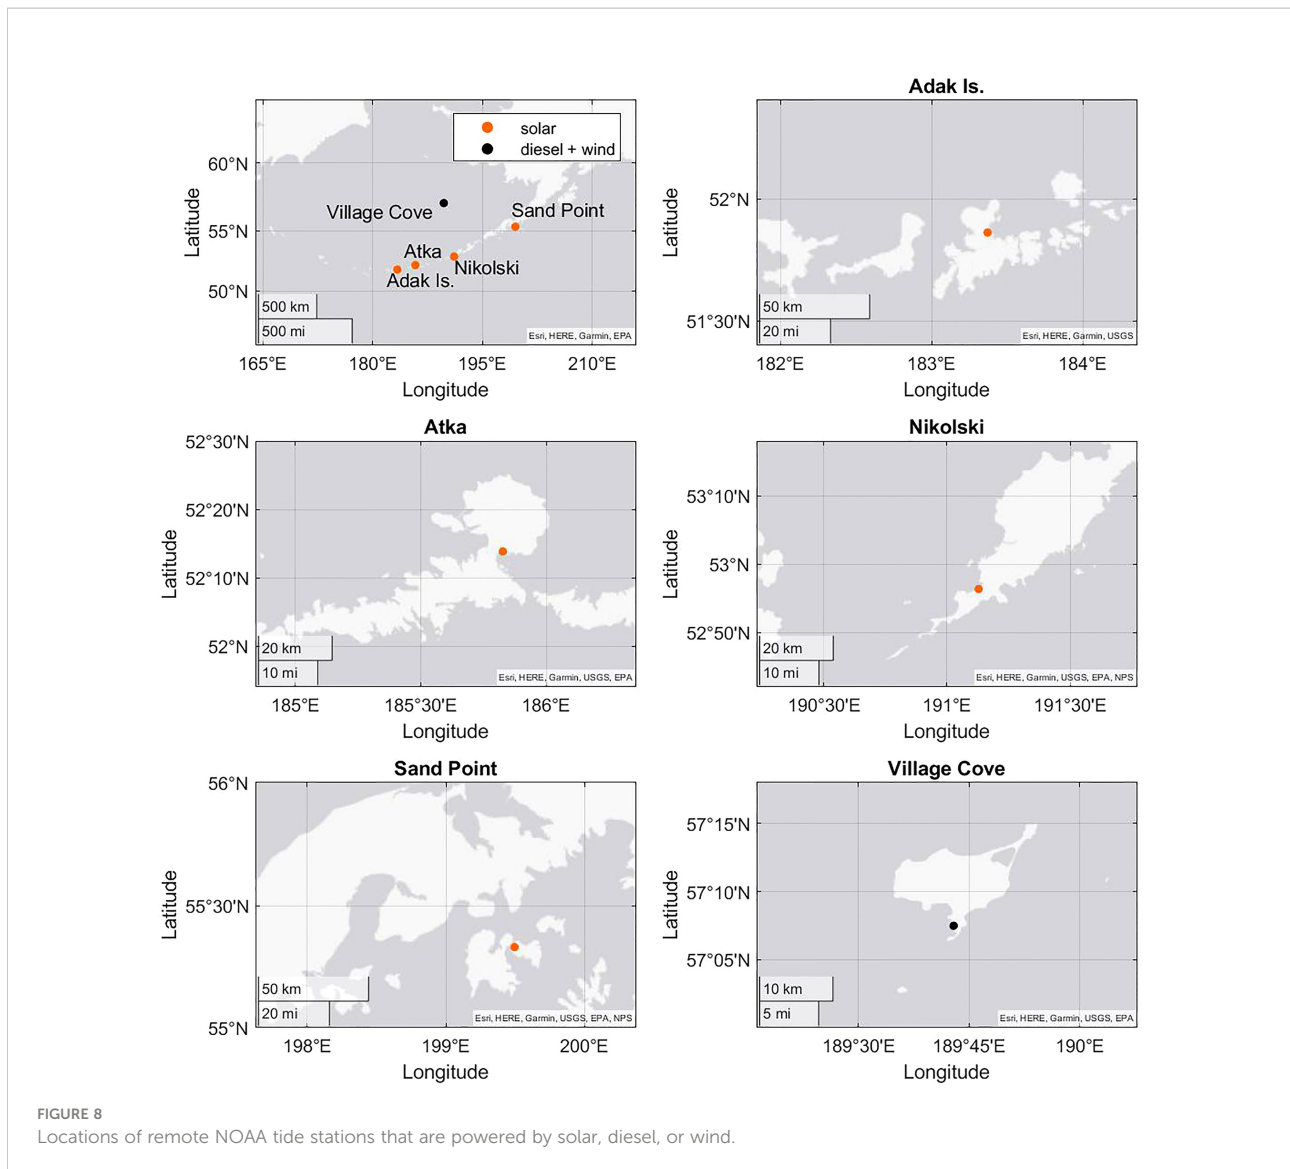 solar
diesel + wind
60°N
55°N
50°N
Latitude
Village Cove
Sand Point
Atka
Nikolski
Adak Is.
500 km
500 mi
Esri, HERE, Garmin, EPA
165°E 180°E 195°E 210°E
Longitude
Adak Is.
52°N
51°30'N
Latitude
50 km
20 mi
Esri, HERE, Garmin, USGS
182°E 183°E 184°E
Longitude
Atka
52°30'N
52°20'N
52°10'N
52°N
Latitude
20 km
10 mi
Esri, HERE, Garmin, USGS, EPA
185°E 185°30'E 186°E
Longitude
Nikolski
53°10'N
53°N
52°50'N
Latitude
20 km
10 mi
Esri, HERE, Garmin, USGS, EPA, NPS
190°30'E 191°E 191°30'E
Longitude
Sand Point
56°N
55°30'N
55°N
Latitude
50 km
20 mi
Esri, HERE, Garmin, USGS, EPA, NPS
198°E 199°E 200°E
Longitude
Village Cove
57°15'N
57°10'N
57°05'N
Latitude
10 km
5 mi
Esri, HERE, Garmin, USGS, EPA
189°30'E 189°45'E 190°E
Longitude
FIGURE 8
Locations of remote NOAA tide stations that are powered by solar, diesel, or wind.